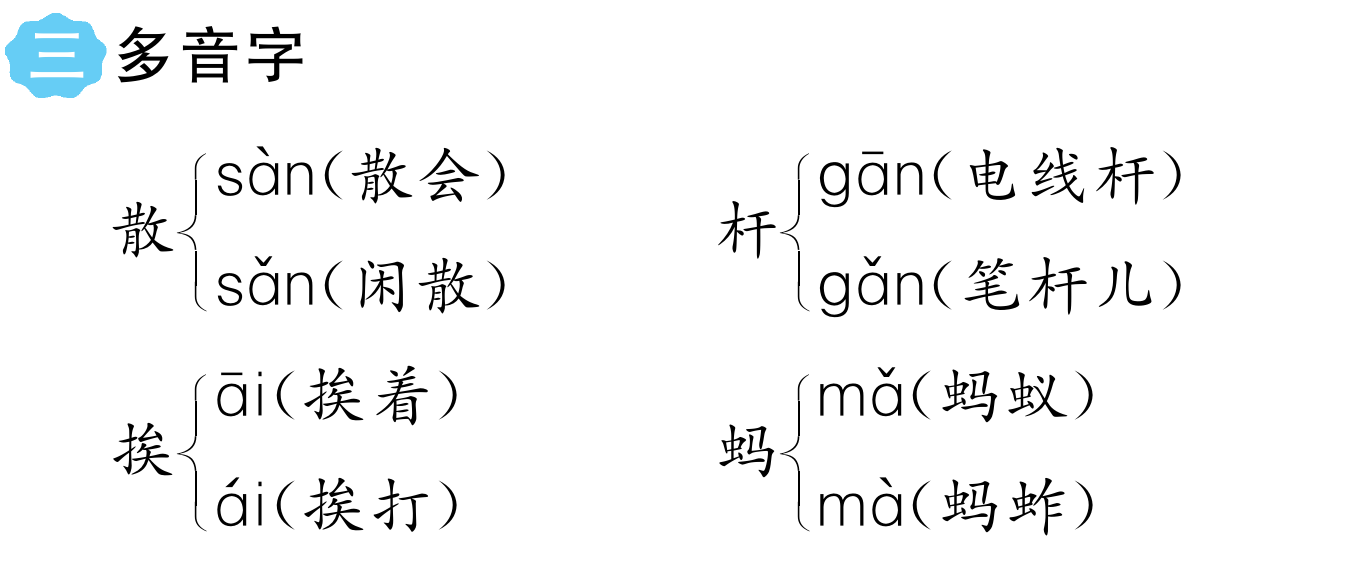 三 多音字
散 sàn(散会)
sǎn(闲散)
杆 gān(电线杆)
gǎn(笔杆儿)
挨 āi(挨着)
ái(挨打)
蚂 mǎ(蚂蚁)
mà(蚂蚱)